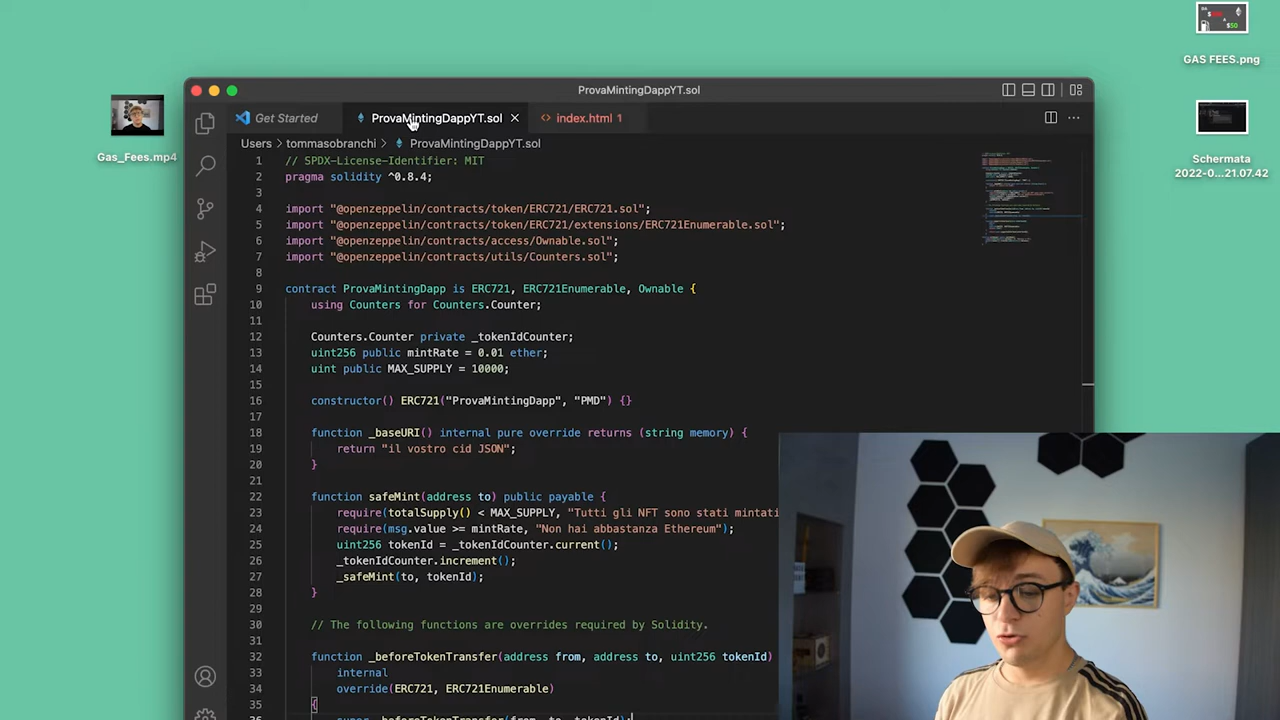 GAS FEES.png
Schermata
2022-0...21.07.42
Gas_Fees.mp4
ProvaMintingDappYT.sol
Get Started
ProvaMintingDappYT.sol
index.html 1
Users > tommasobranchi > ProvaMintingDappYT.sol
1 // SPDX-License-Identifier: MIT
2 pragma solidity ^0.8.4;
3
4 import "@openzeppelin/contracts/token/ERC721/ERC721.sol";
5 import "@openzeppelin/contracts/token/ERC721/extensions/ERC721Enumerable.sol";
6 import "@openzeppelin/contracts/access/Ownable.sol";
7 import "@openzeppelin/contracts/utils/Counters.sol";
8
9 contract ProvaMintingDapp is ERC721, ERC721Enumerable, Ownable {
10 using Counters for Counters.Counter;
11
12 Counters.Counter private _tokenIdCounter;
13 uint256 public mintRate = 0.01 ether;
14 uint public MAX_SUPPLY = 10000;
15
16 constructor() ERC721("ProvaMintingDapp", "PMD") {}
17
18 function _baseURI() internal pure override returns (string memory) {
19 return "il vostro cid JSON";
20 }
21
22 function safeMint(address to) public payable {
23 require(totalSupply() < MAX_SUPPLY, "Tutti gli NFT sono stati mintati
24 require(msg.value >= mintRate, "Non hai abbastanza Ethereum");
25 uint256 tokenId = _tokenIdCounter.current();
26 _tokenIdCounter.increment();
27 _safeMint(to, tokenId);
28 }
29
30 // The following functions are overrides required by Solidity.
31
32 function _beforeTokenTransfer(address from, address to, uint256 tokenId)
33 internal
34 override(ERC721, ERC721Enumerable)
35 {
36 super._beforeTokenTransfer(from, to, tokenId);